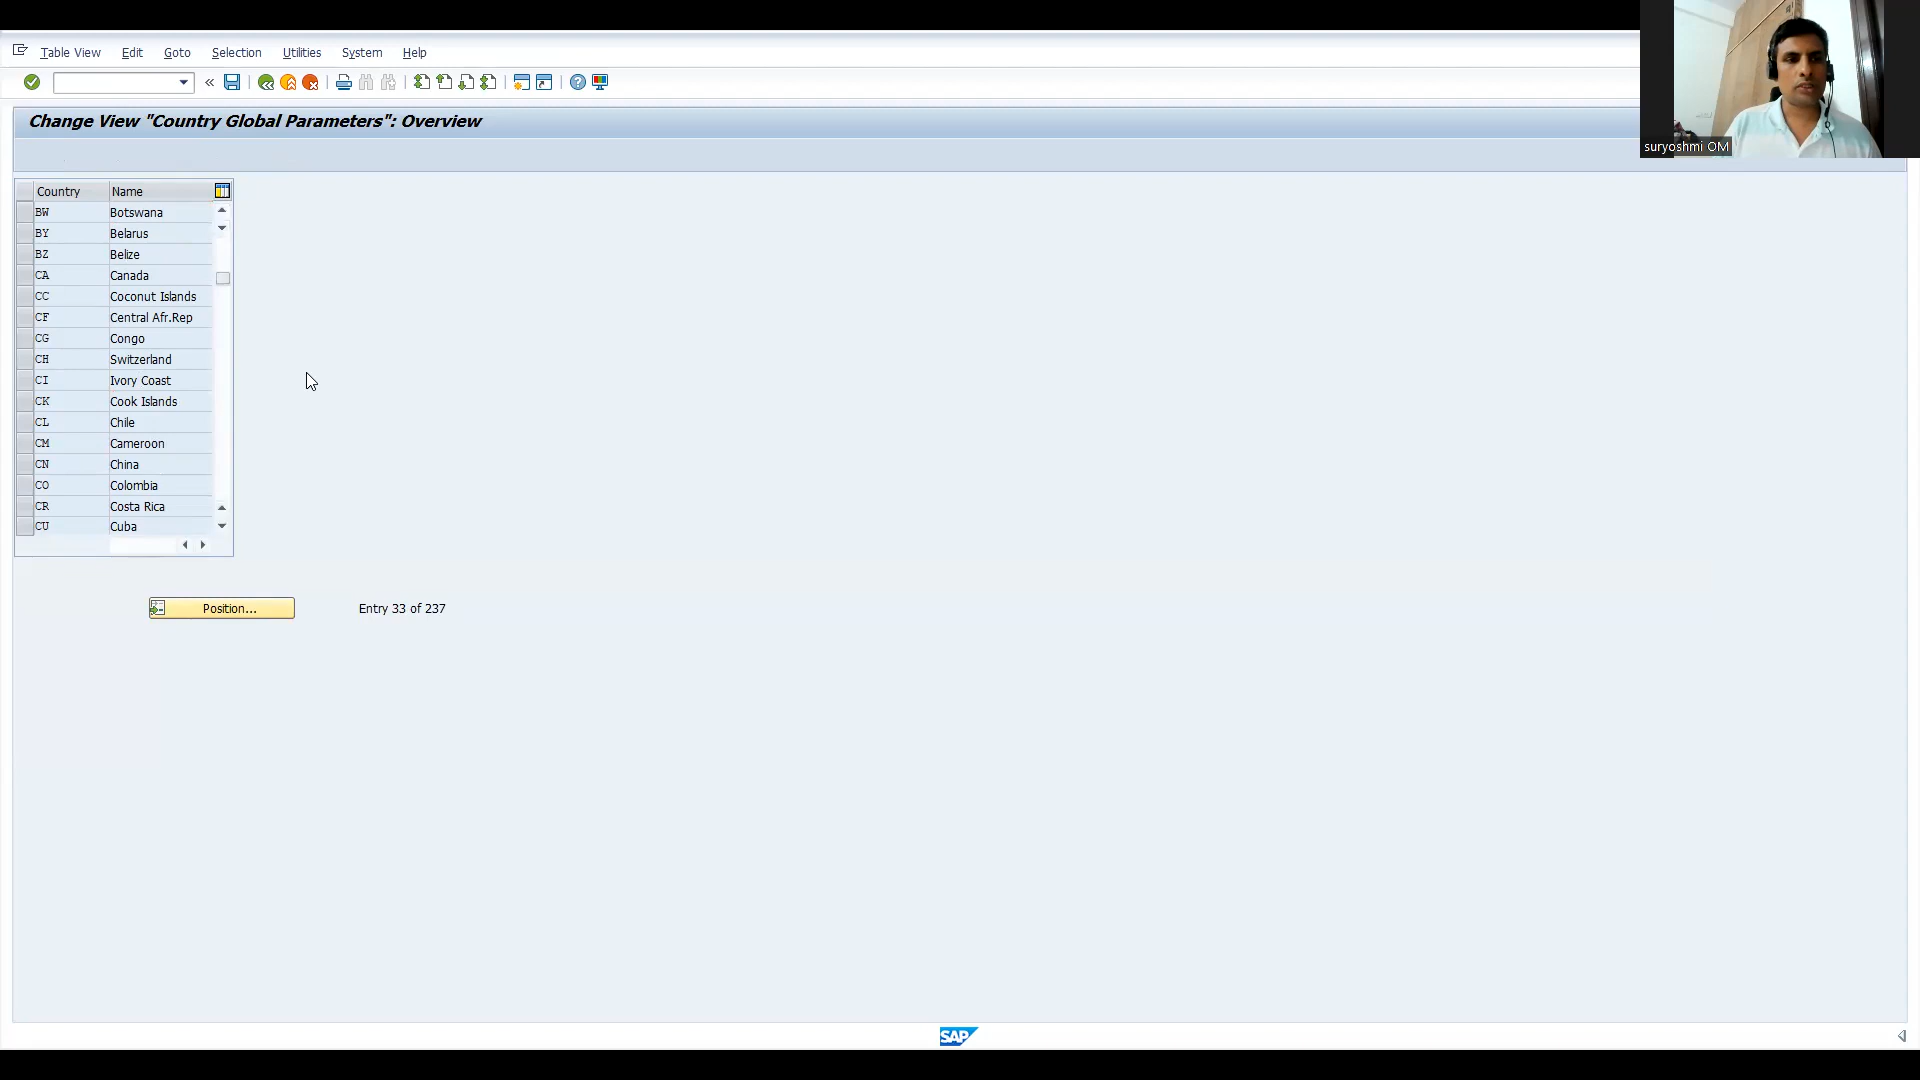 Table View Edit Goto Selection Utilities System Help
Change View "Country Global Parameters": Overview
suryoshmi OM
Country Name
BW Botswana
BY Belarus
BZ Belize
CA Canada
CC Coconut Islands
CF Central Afr.Rep
CG Congo
CH Switzerland
CI Ivory Coast
CK Cook Islands
CL Chile
CM Cameroon
CN China
CO Colombia
CR Costa Rica
CU Cuba
Position... Entry 33 of 237
SAP